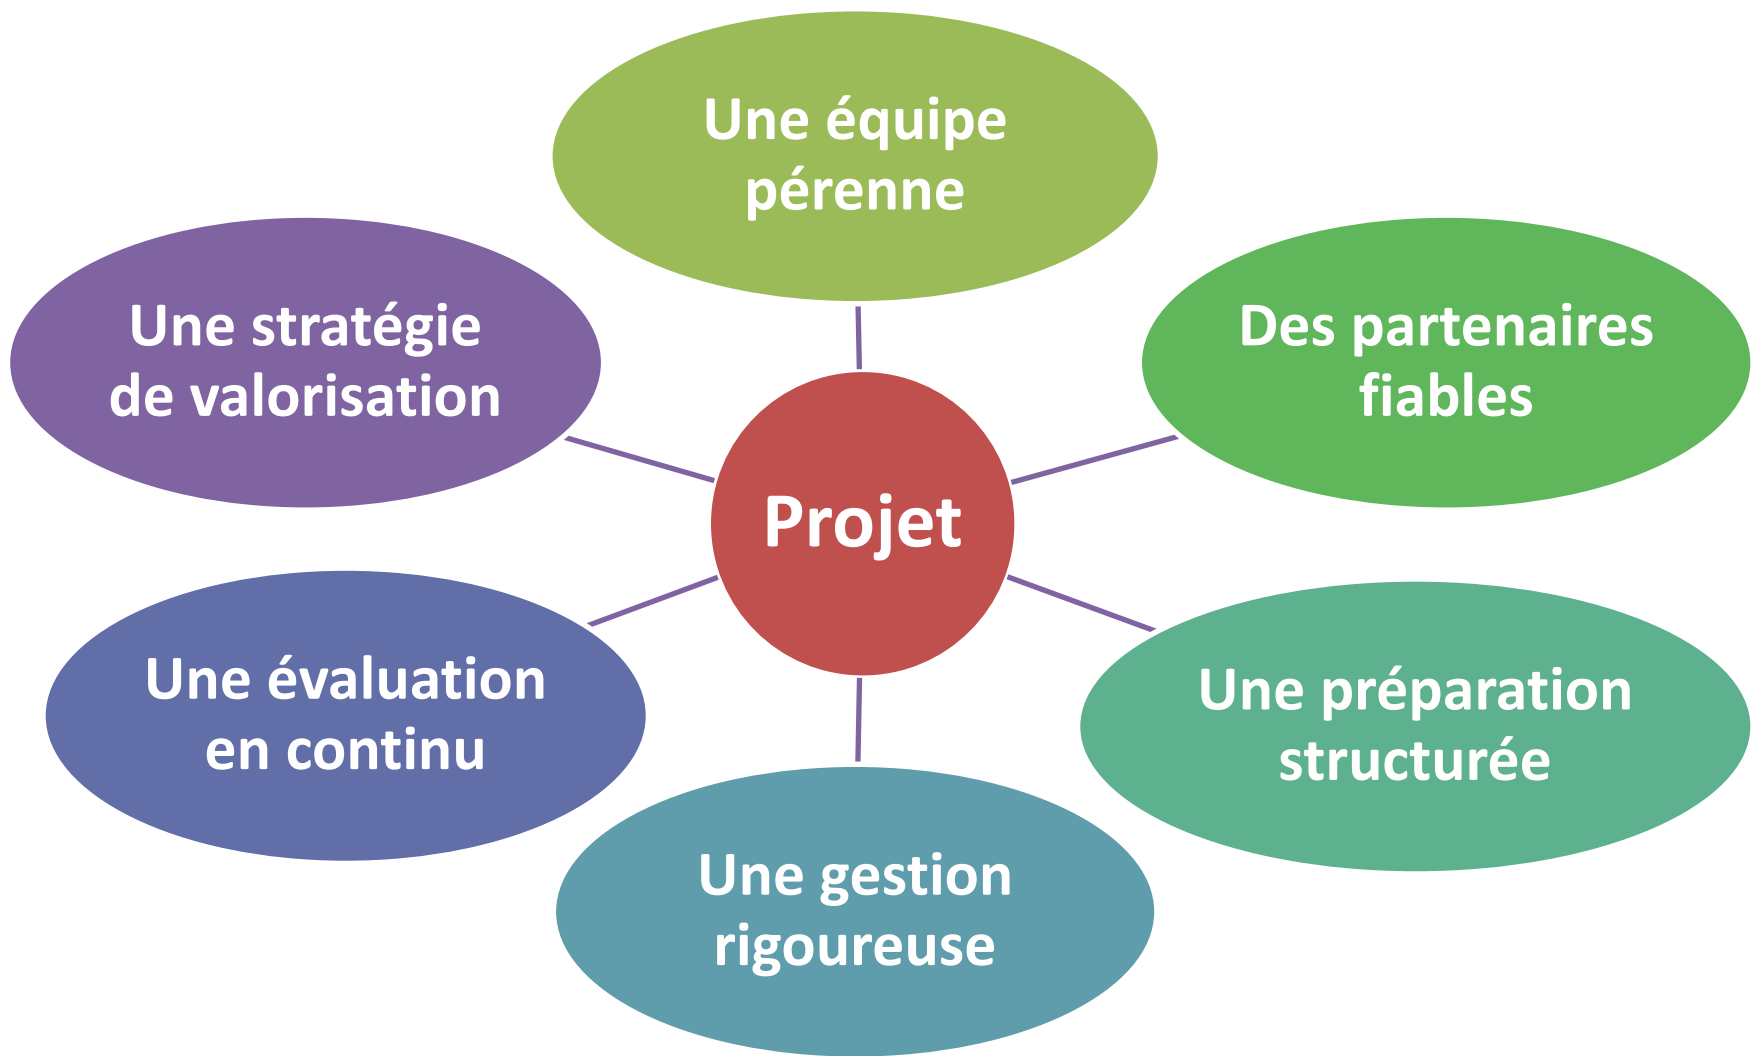 Une équipe
pérenne
Des partenaires
fiables
Une préparation
structurée
Une gestion
rigoureuse
Une évaluation
en continu
Une stratégie
de valorisation
Projet